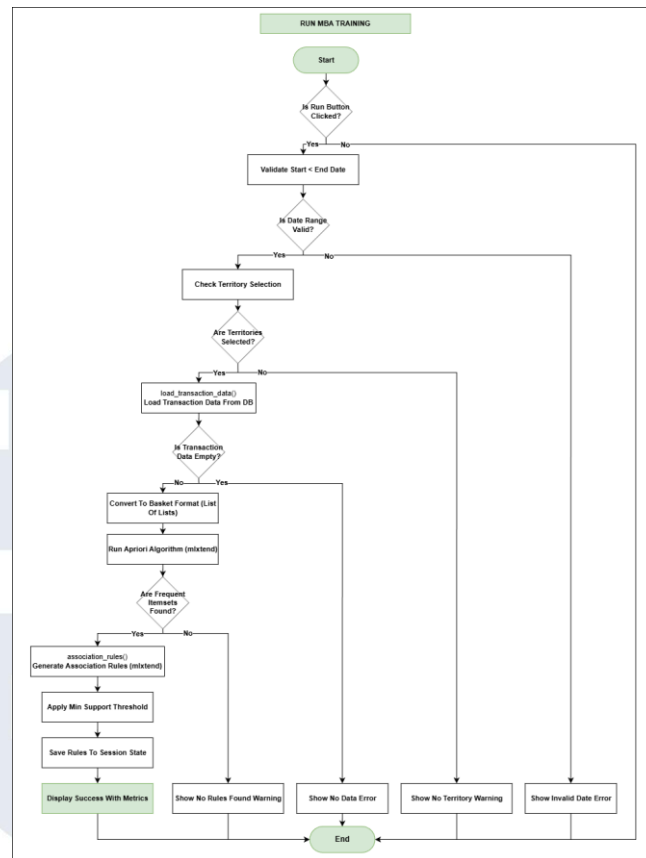 RUN MBA TRAINING
Start
Is Run Button
Clicked?
Yes
No
Validate Start < End Date
Is Date Range
Valid?
Yes
No
Check Territory Selection
Are Territories
Selected?
Yes
No
load_transaction_data()
Load Transaction Data From DB
Is Transaction
Data Empty?
No
Yes
Convert To Basket Format (List
Of Lists)
Run Apriori Algorithm (mlxtend)
Are Frequent
Itemsets
Found?
Yes
No
association_rules()
Generate Association Rules (mlxtend)
Apply Min Support Threshold
Save Rules To Session State
Display Success With Metrics
Show No Rules Found Warning
Show No Data Error
Show No Territory Warning
Show Invalid Date Error
End